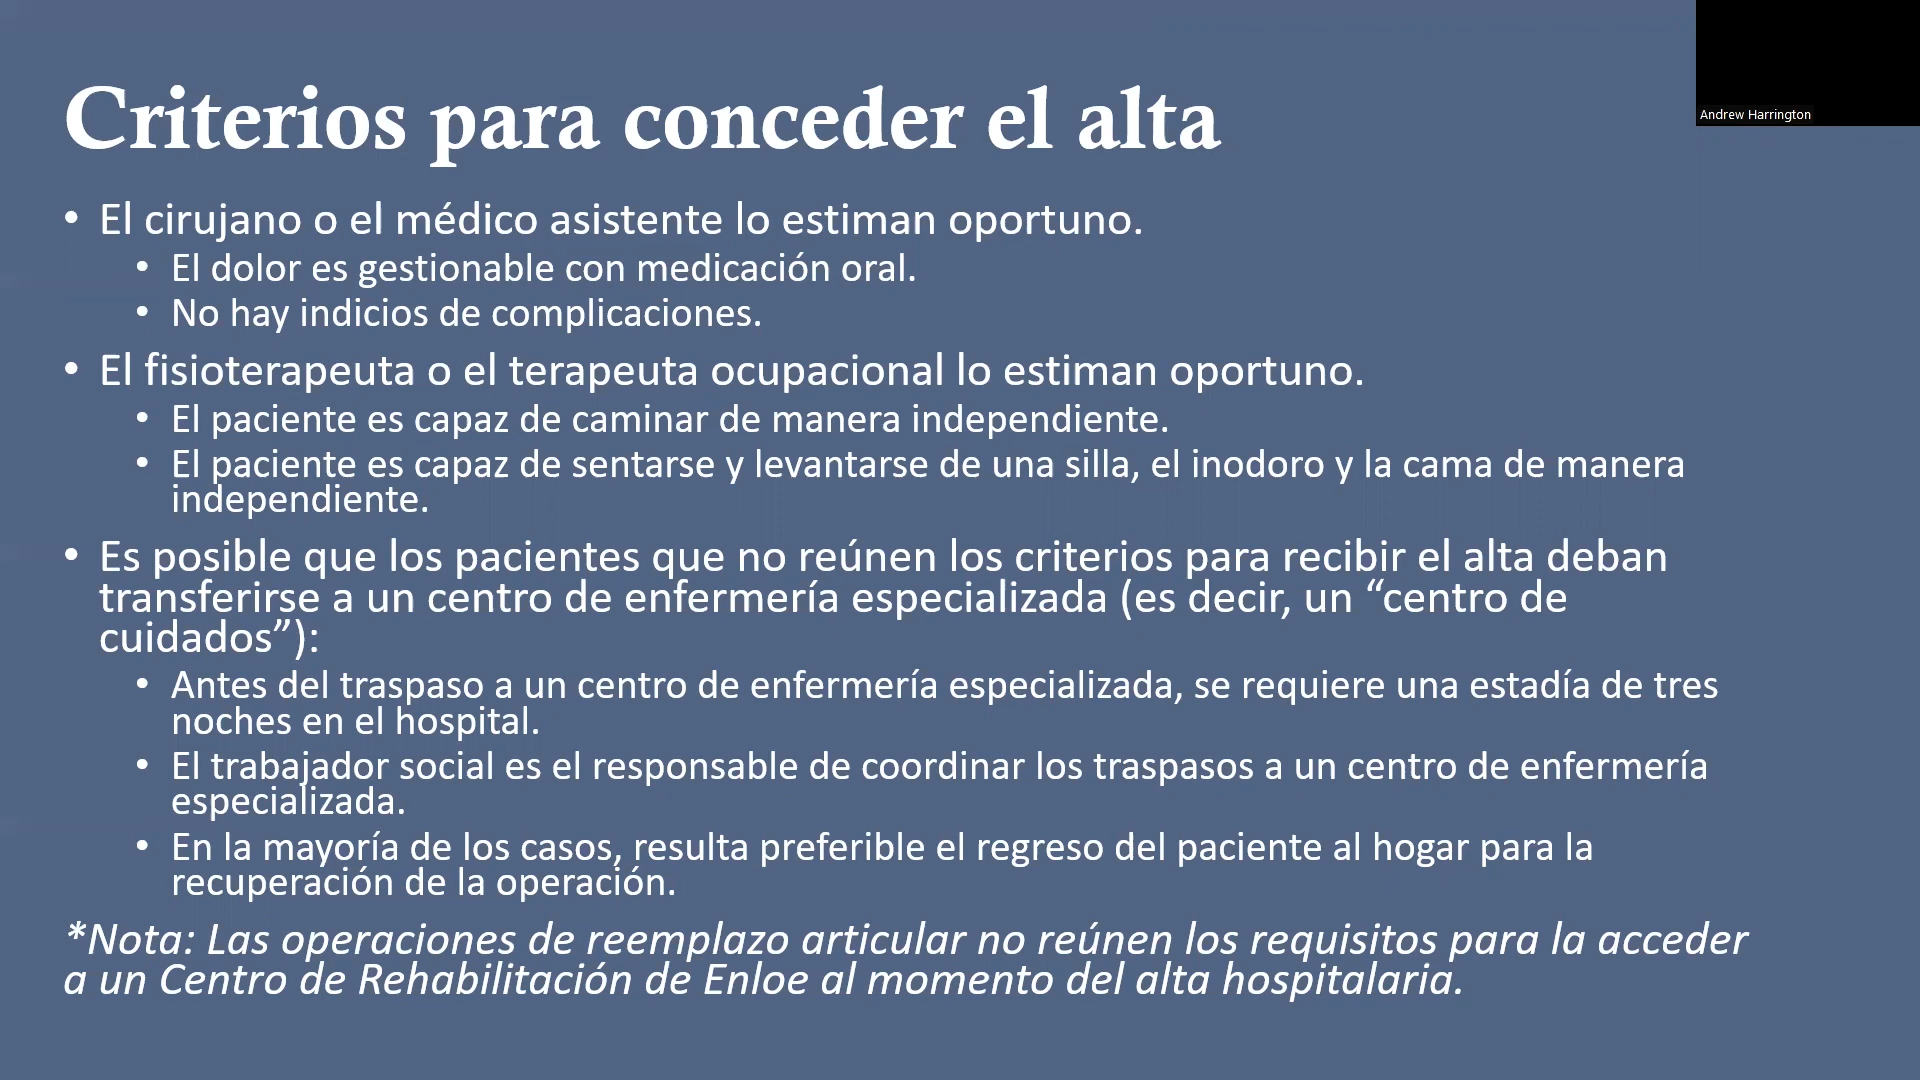 Criterios para conceder el alta
Andrew Harrington
• El cirujano o el médico asistente lo estiman oportuno.
• El dolor es gestionable con medicación oral.
• No hay indicios de complicaciones.
• El fisioterapeuta o el terapeuta ocupacional lo estiman oportuno.
• El paciente es capaz de caminar de manera independiente.
• El paciente es capaz de sentarse y levantarse de una silla, el inodoro y la cama de manera
independiente.
• Es posible que los pacientes que no reúnen los criterios para recibir el alta deban
transferirse a un centro de enfermería especializada (es decir, un “centro de
cuidados”):
• Antes del traspaso a un centro de enfermería especializada, se requiere una estadía de tres
noches en el hospital.
• El trabajador social es el responsable de coordinar los traspasos a un centro de enfermería
especializada.
• En la mayoría de los casos, resulta preferible el regreso del paciente al hogar para la
recuperación de la operación.
*Nota: Las operaciones de reemplazo articular no reúnen los requisitos para la acceder
a un Centro de Rehabilitación de Enloe al momento del alta hospitalaria.